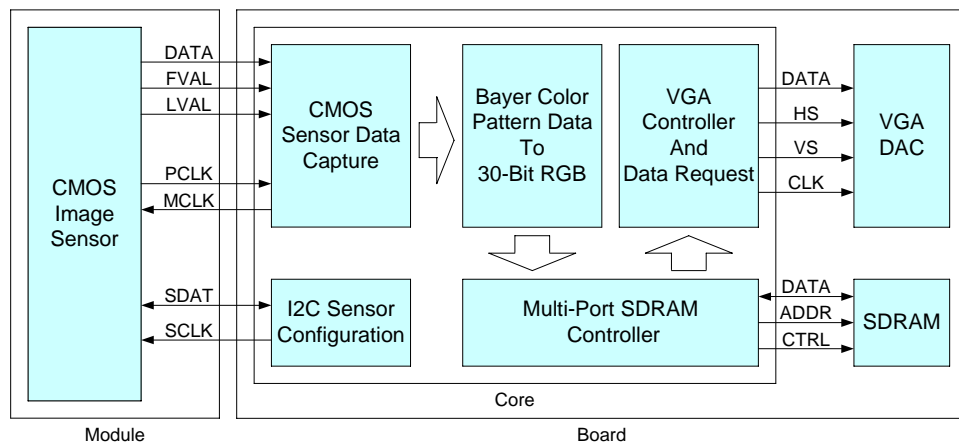 CMOS
Image
Sensor
DATA
FVAL
LVAL
PCLK
MCLK
SDAT
SCLK
CMOS
Sensor Data
Capture
I2C Sensor
Configuration
Bayer Color
Pattern Data
To
30-Bit RGB
VGA
Controller
And
Data Request
Multi-Port SDRAM
Controller
DATA
HS
VS
CLK
VGA
DAC
DATA
ADDR
CTRL
SDRAM
Core
Module
Board